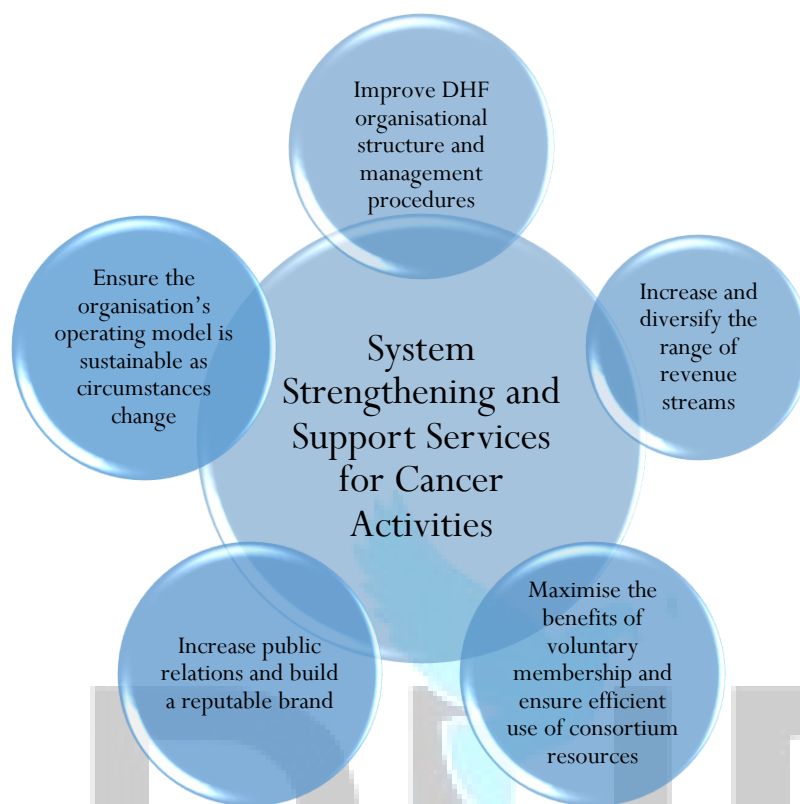 Improve DHF
organisational
structure and
management
procedures
Ensure the
organisation’s
operating model is
sustainable as
circumstances
change
Increase and
diversify the
range of
revenue
streams
System
Strengthening and
Support Services
for Cancer
Activities
Increase public
relations and build
a reputable brand
Maximise the
benefits of
voluntary
membership and
ensure efficient
use of consortium
resources